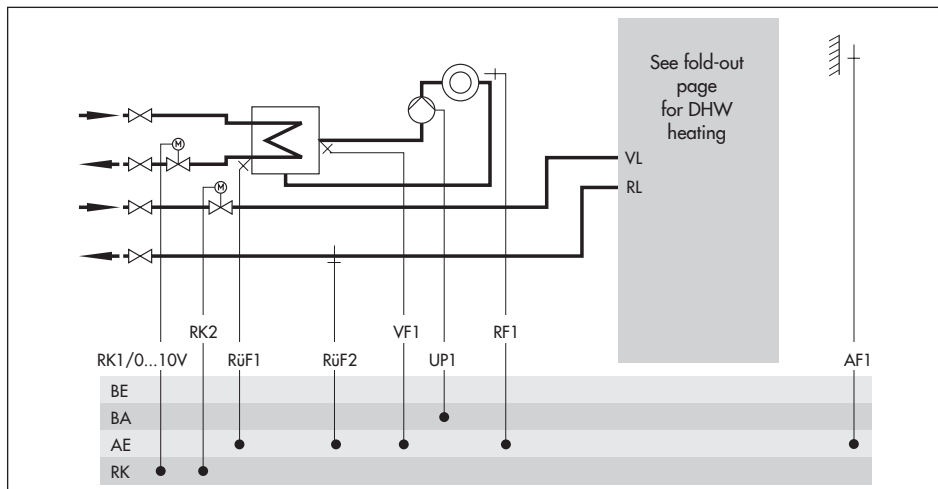 See fold-out
page
for DHW
heating
M
VL
M
RL
RK2 VF1 RF1
RK1/0...10V RüF1 RüF2 UP1 AF1
BE
BA
AE
RK